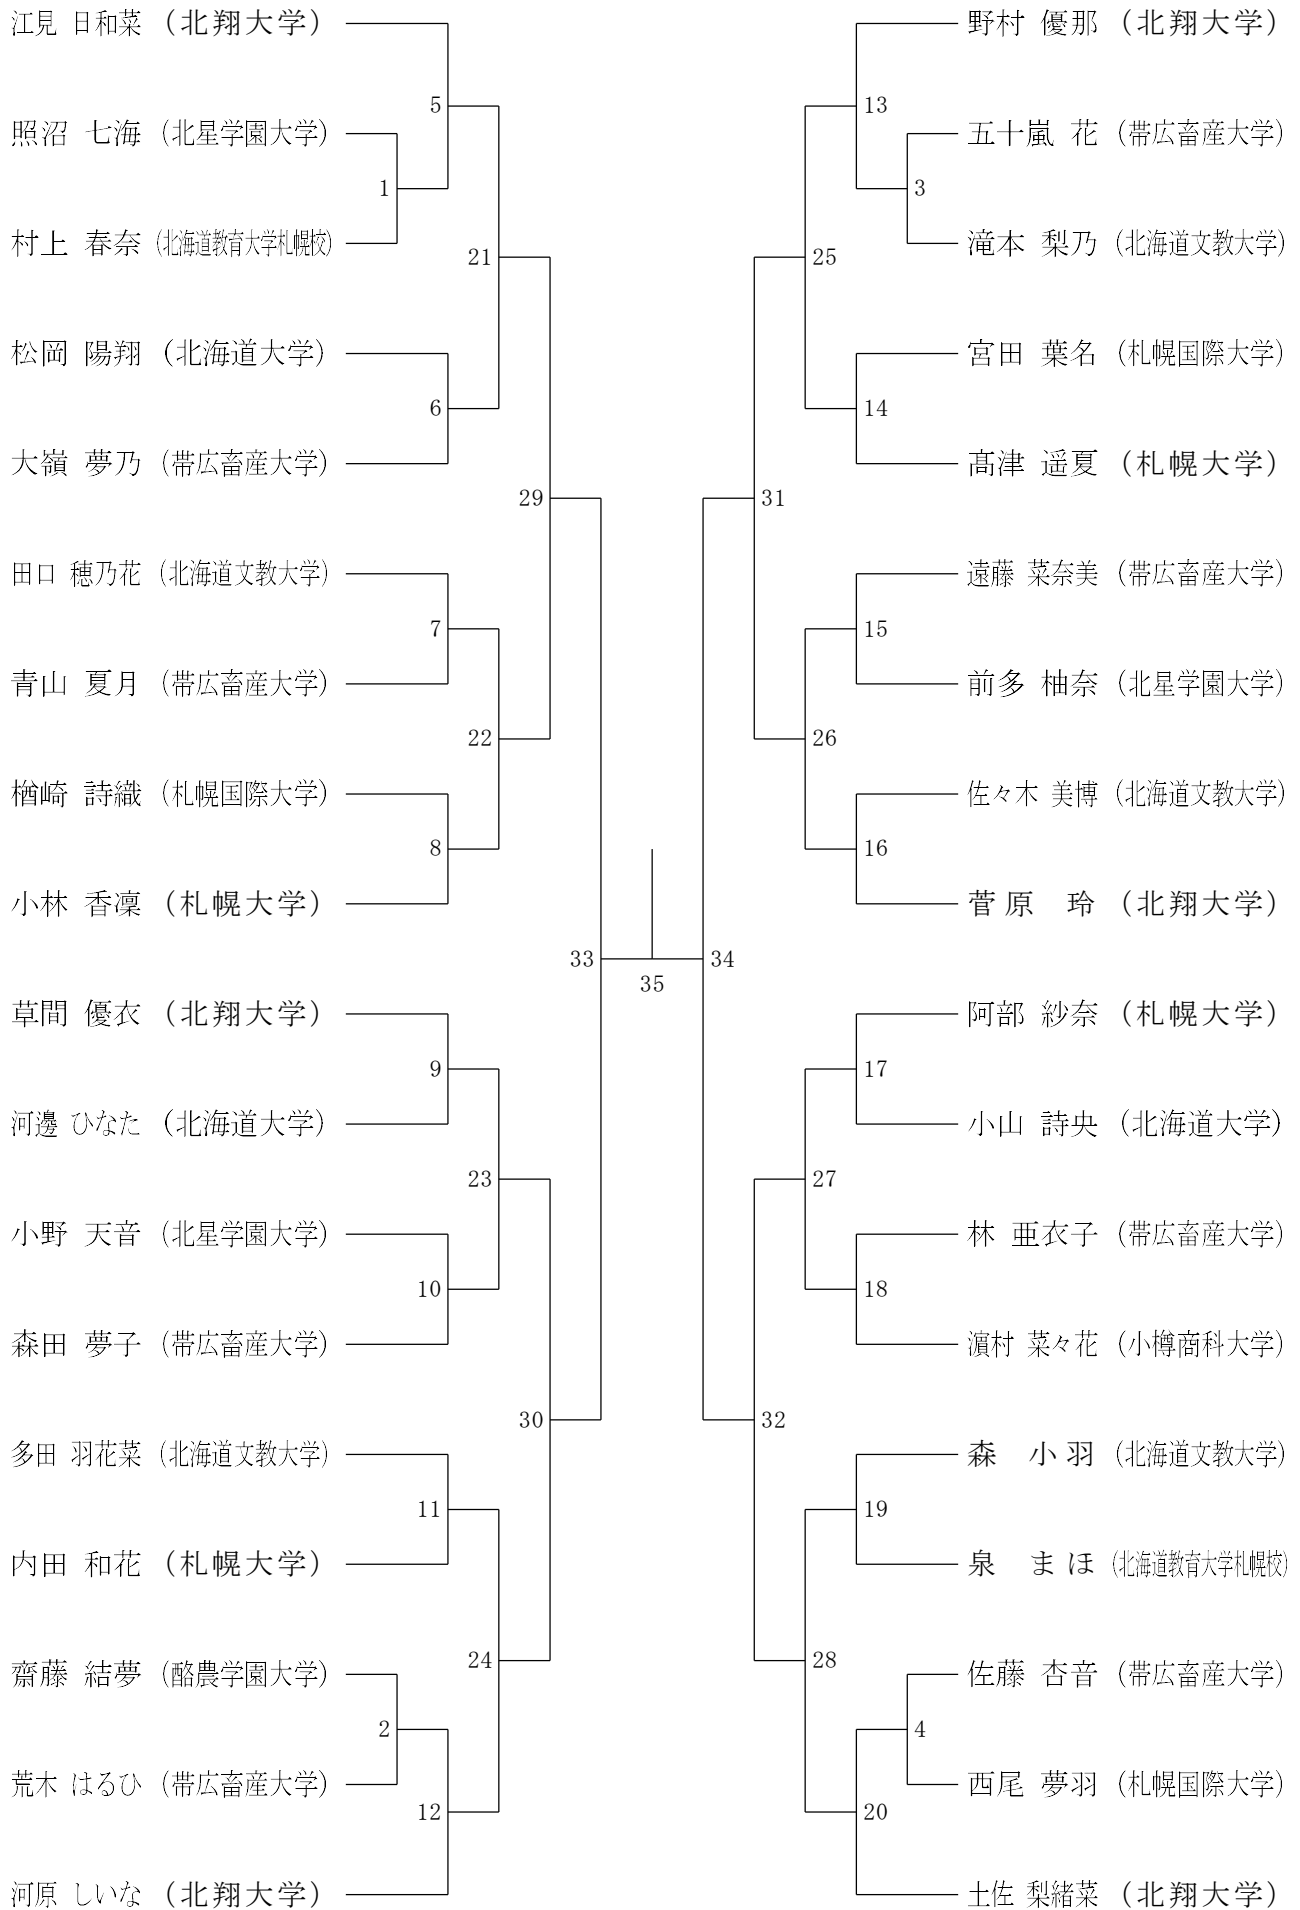 江見 日和菜 (北翔大学)
5
照沼 七海 (北星学園大学)
1
村上 春奈 (北海道教育大学札幌校)
21
松岡 陽翔 (北海道大学)
6
大嶺 夢乃 (帯広畜産大学)
29
田口 穂乃花 (北海道文教大学)
7
青山 夏月 (帯広畜産大学)
22
楢崎 詩織 (札幌国際大学)
8
小林 香凜 (札幌大学)
33
草間 優衣 (北翔大学)
9
河邊 ひなた (北海道大学)
23
小野 天音 (北星学園大学)
10
森田 夢子 (帯広畜産大学)
30
多田 羽花菜 (北海道文教大学)
11
内田 和花 (札幌大学)
24
齋藤 結夢 (酪農学園大学)
2
荒木 はるひ (帯広畜産大学)
12
河原 しいな (北翔大学)
35
野村 優那 (北翔大学)
13
五十嵐 花 (帯広畜産大学)
3
滝本 梨乃 (北海道文教大学)
25
宮田 葉名 (札幌国際大学)
14
髙津 遥夏 (札幌大学)
31
遠藤 菜奈美 (帯広畜産大学)
15
前多 柚奈 (北星学園大学)
26
佐々木 美博 (北海道文教大学)
16
菅原 玲 (北翔大学)
34
阿部 紗奈 (札幌大学)
17
小山 詩央 (北海道大学)
27
林 亜衣子 (帯広畜産大学)
18
濵村 菜々花 (小樽商科大学)
32
森 小羽 (北海道文教大学)
19
泉 まほ (北海道教育大学札幌校)
28
佐藤 杏音 (帯広畜産大学)
4
西尾 夢羽 (札幌国際大学)
20
土佐 梨緒菜 (北翔大学)